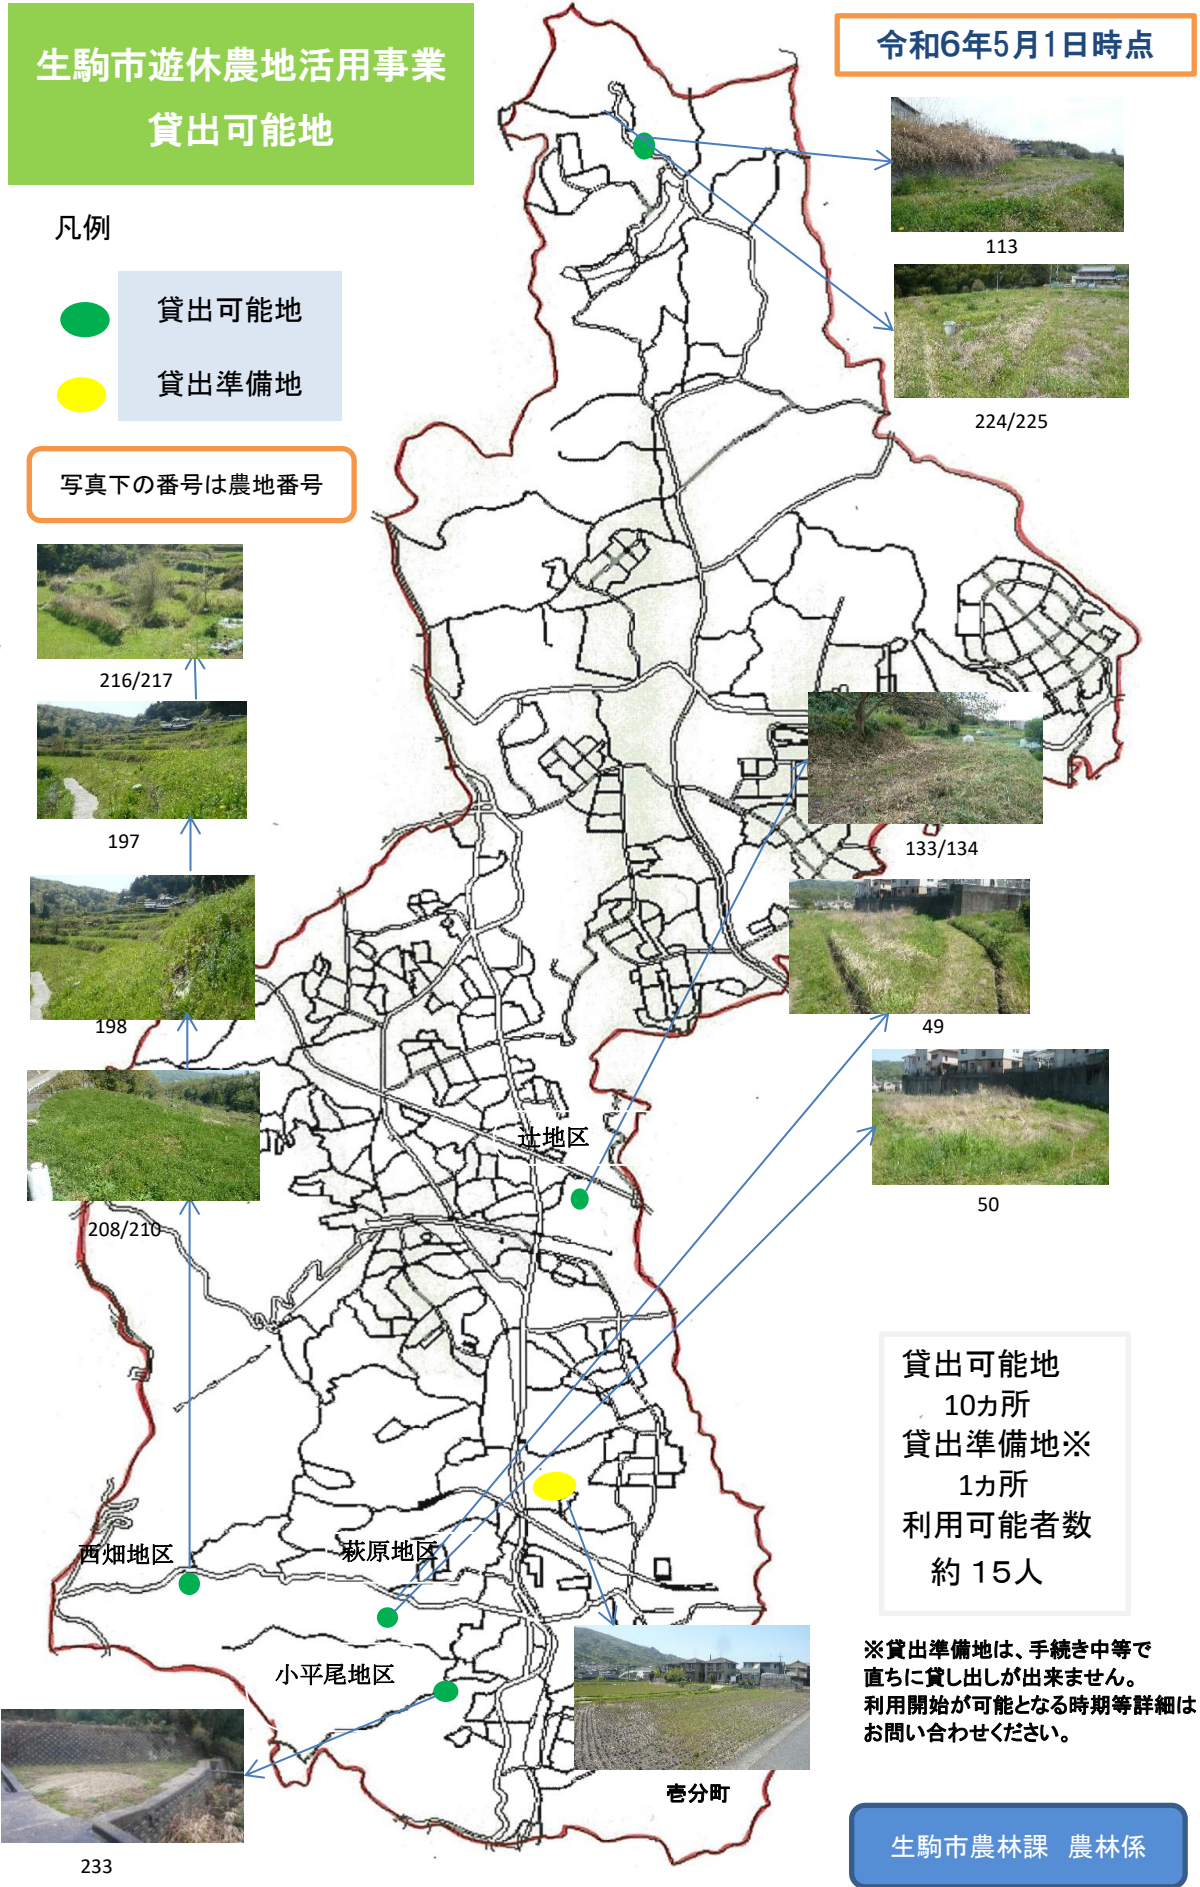 生駒市遊休農地活用事業
貸出可能地
令和6年5月1日時点
凡例
貸出可能地
貸出準備地
写真下の番号は農地番号
113
224/225
216/217
197
198
208/210
133/134
49
50
辻地区
西畑地区
萩原地区
小平尾地区
233
壱分町
貸出可能地
10カ所
貸出準備地※
1カ所
利用可能者数
約 15人
※貸出準備地は、手続き中等で
直ちに貸し出しが出来ません。
利用開始が可能となる時期等詳細は
お問い合わせください。
生駒市農林課 農林係